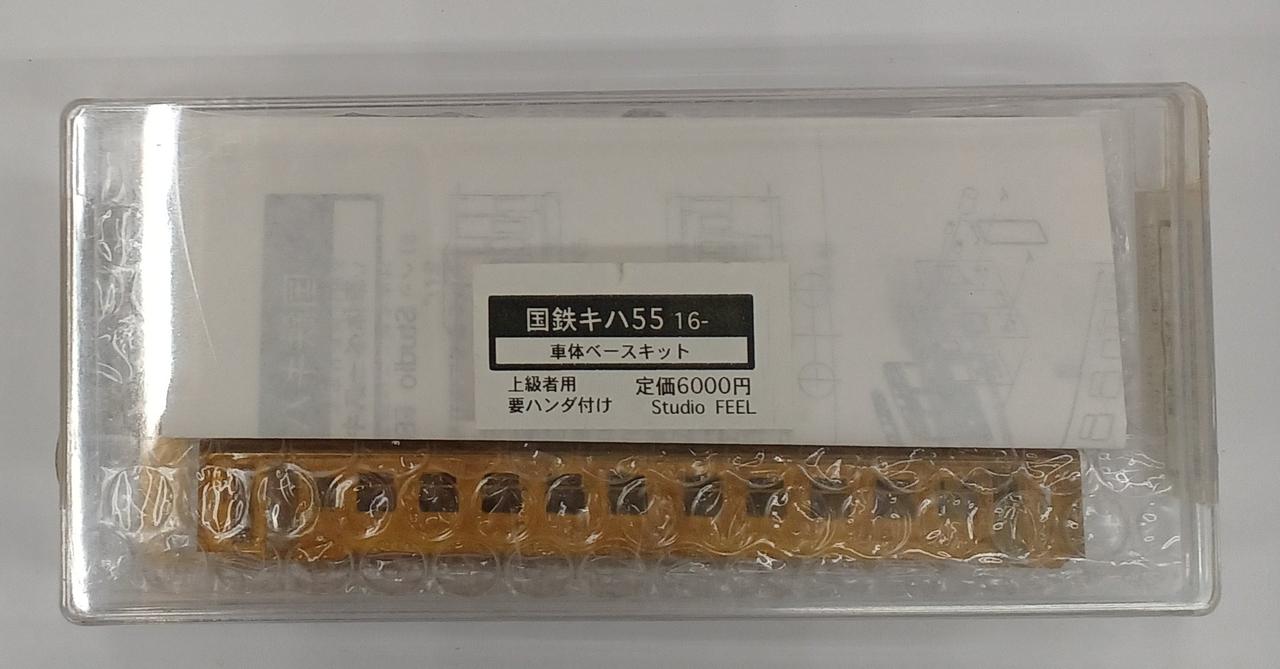 国鉄キハ55 16-
車体ベースキット
上級者用 定価6000円
要ハンダ付け Studio FEEL